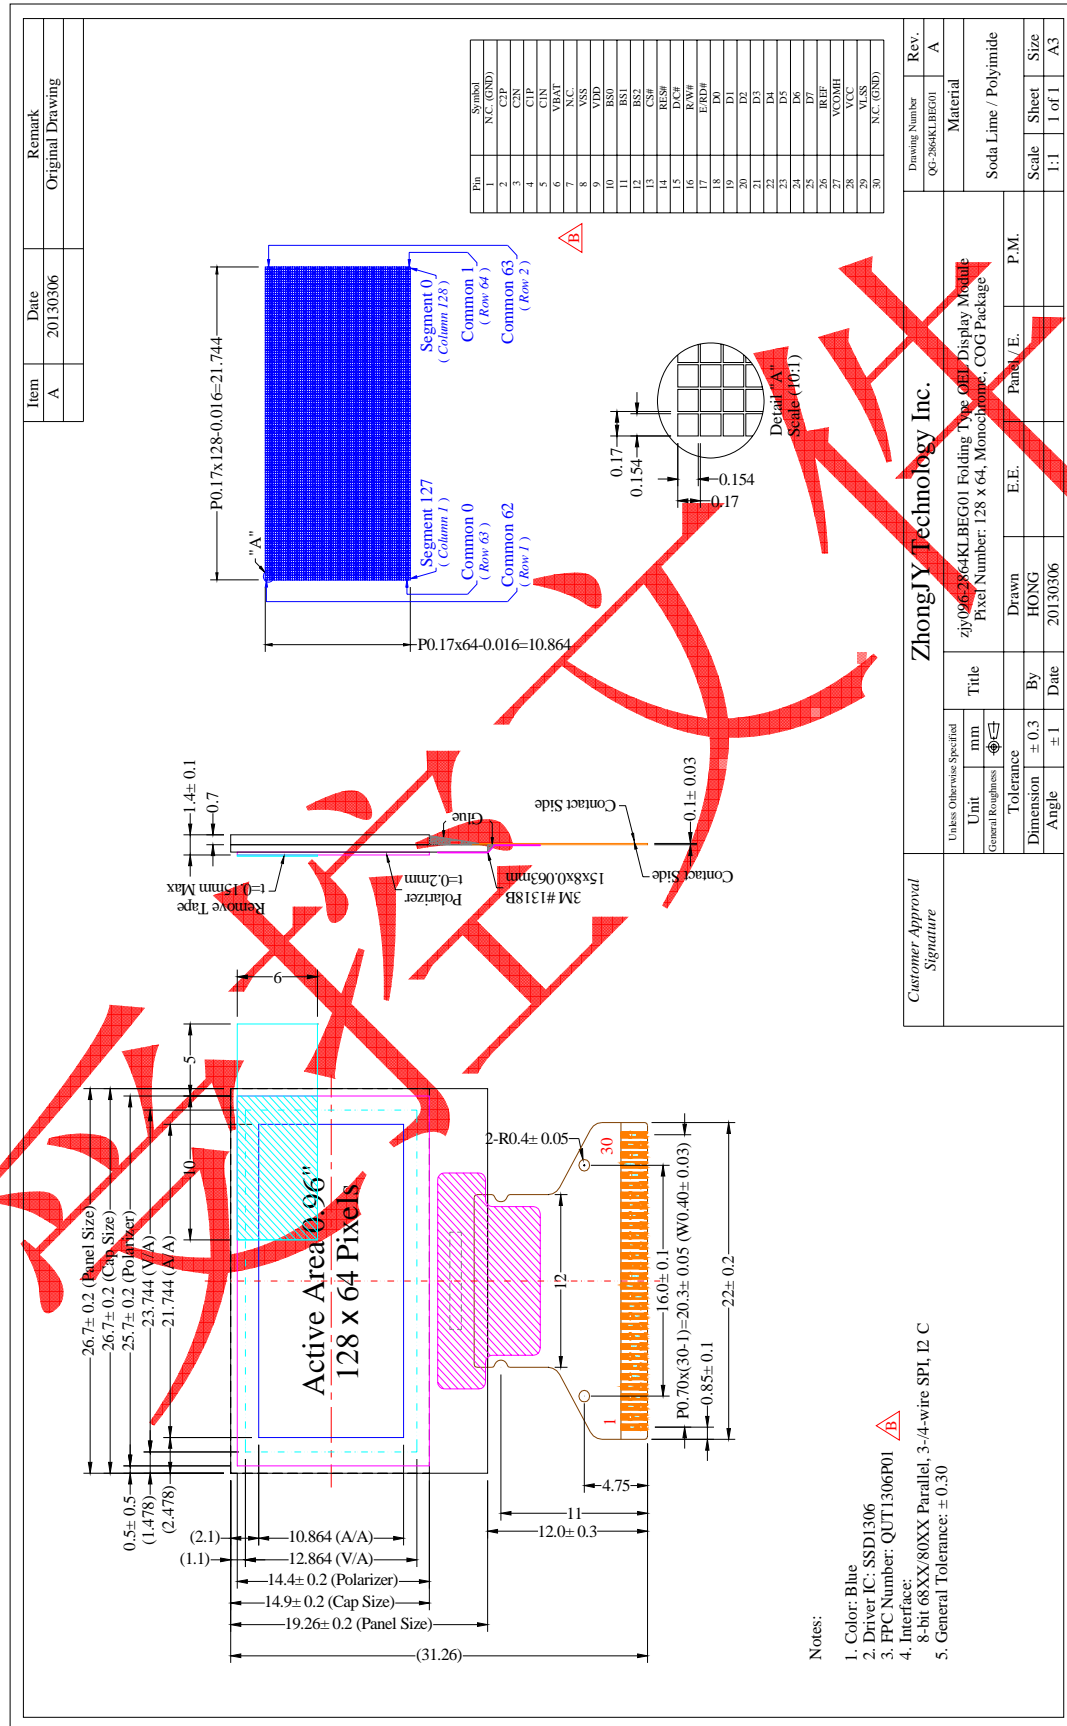 Item Date Remark
A 20130306 Original Drawing
26.7± 0.2 (Panel Size)
26.7± 0.2 (Cap Size)
25.7± 0.2 (Polarizer)
23.744 (V/A)
21.744 (A/A)
0.5± 0.5
(1.478)
(2.478)
10
5
6
(2.1)
(1.1)
10.864 (A/A)
12.864 (V/A)
14.4± 0.2 (Polarizer)
14.9± 0.2 (Cap Size)
19.26± 0.2 (Panel Size)
(31.26)
Active Area 0.96"
128 x 64 Pixels
2-R0.4± 0.05
12
1
30
4.75
11
12.0± 0.3
16.0± 0.1
P0.70x(30-1)=20.3± 0.05 (W0.40± 0.03)
0.85± 0.1
22± 0.2
1.4± 0.1
0.7
Remove Tape
t=0.15mm Max
Polarizer
t=0.2mm
3M #1318B
15x8x0.063mm
Glue
Contact Side
Contact Side
0.1± 0.03
P0.17x128-0.016=21.744
"A"
P0.17x64-0.016=10.864
Segment 127
( Column 1 )
Common 0
( Row 63 )
Common 62
( Row 1 )
Segment 0
( Column 128 )
Common 1
( Row 64 )
Common 63
( Row 2 )
0.17
0.154
0.154
0.17
Detail "A"
Scale (10:1)
B
Pin Symbol
1 N.C. (GND)
2 C2P
3 C2N
4 C1P
5 C1N
6 VBAT
7 N.C.
8 VSS
9 VDD
10 BS0
11 BS1
12 BS2
13 CS#
14 RES#
15 D/C#
16 R/W#
17 E/RD#
18 D0
19 D1
20 D2
21 D3
22 D4
23 D5
24 D6
25 D7
26 IREF
27 VCOMH
28 VCC
29 VLSS
30 N.C. (GND)
Notes:
1. Color: Blue
2. Driver IC: SSD1306
3. FPC Number: QUT1306P01
B
4. Interface:
8-bit 68XX/80XX Parallel, 3-/4-wire SPI, I2 C
5. General Tolerance: ± 0.30
Customer Approval
Signature
ZhongJY Technology Inc.
Drawing Number Rev.
QG-2864KLBEG01 A
Unless Otherwise Specified
Unit mm
General Roughness
Tolerance
Dimension ± 0.3
Angle ± 1
Title
zjy096-2864KLBEG01 Folding Type OEL Display Module
Pixel Number: 128 x 64, Monochrome, COG Package
Material
Soda Lime / Polyimide
Drawn E.E. Panel / E. P.M.
By HONG
Date 20130306
Scale Sheet Size
1:1 1 of 1 A3